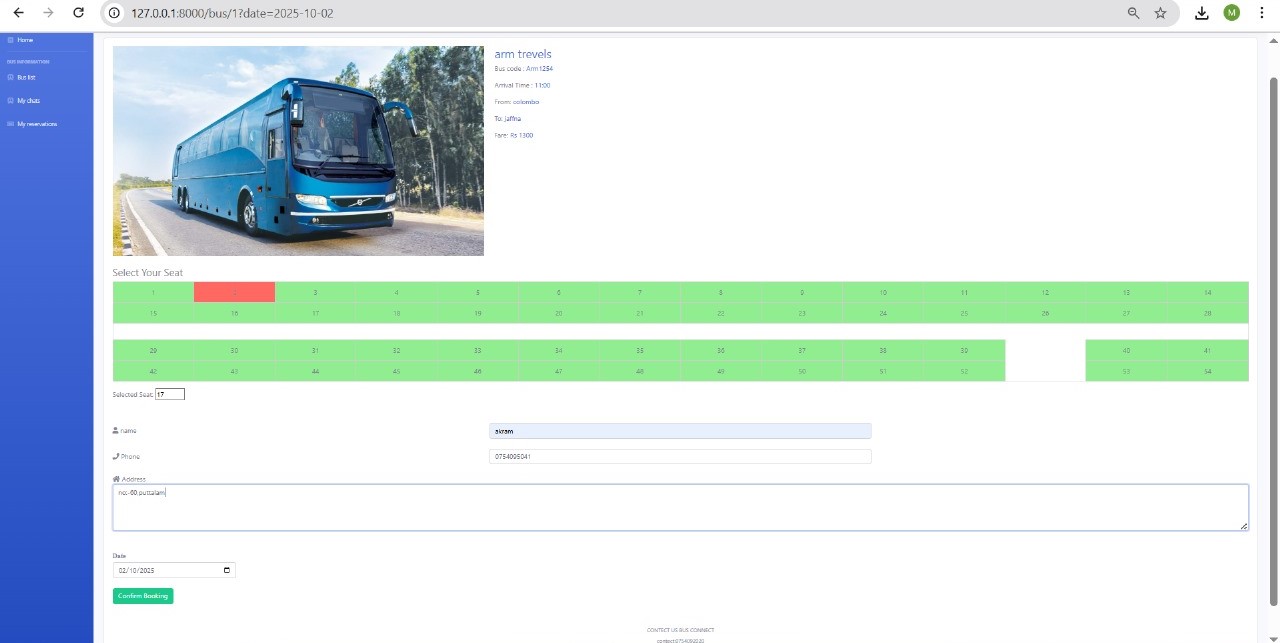 127.0.0.1:8000/bus/1?date=2025-10-02
M
Home
BUS INFORMATION
Bus list
My chats
My reservations
arm trevels
Bus code : Arm1254
Arrival Time : 11:00
From: colombo
To: Jaffna
Fare: Rs 1300
Select Your Seat
1 2 3 4 5 6 7 8 9 10 11 12 13 14
15 16 17 18 19 20 21 22 23 24 25 26 27 28
29 30 31 32 33 34 35 36 37 38 39 40 41
42 43 44 45 46 47 48 49 50 51 52 53 54
Selected Seat: 17
name
akram
Phone
0754095041
Address
no:-60,puttalam
Date
02/10/2025
Confirm Booking
CONTECT US BUS CONNECT
contect:0754092020